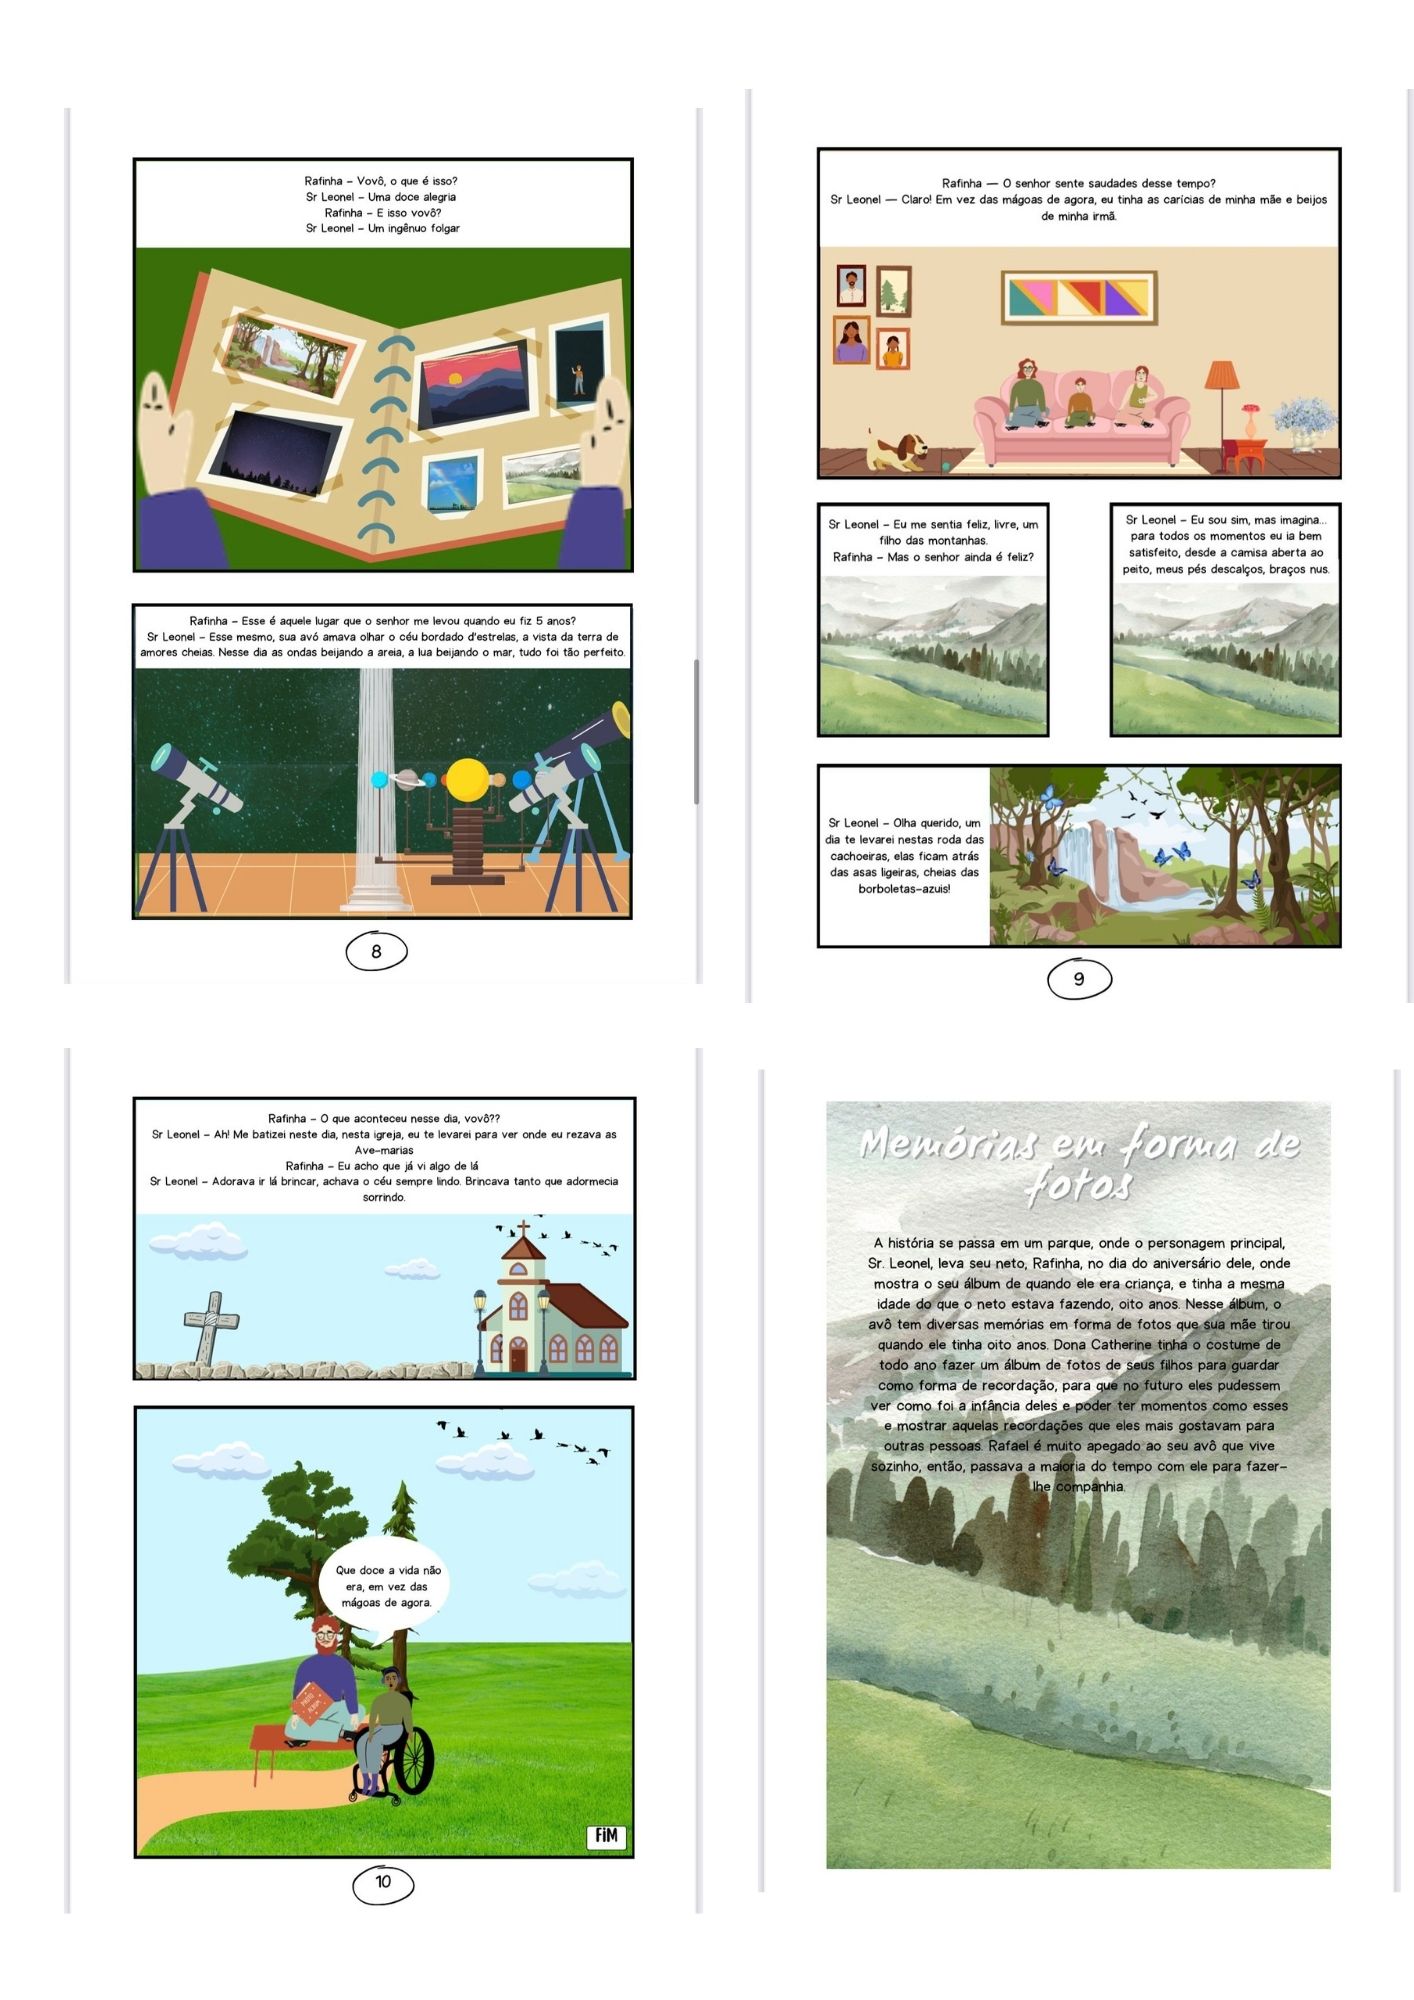 Rafinha – Vovô, o que é isso?
Sr Leonel – Uma doce alegria
Rafinha – E isso vovô?
Sr Leonel – Um ingênuo folgar
Rafinha – Esse é aquele lugar que o senhor me levou quando eu fiz 5 anos?
Sr Leonel – Esse mesmo, sua avó amava olhar o céu bordado d'estrelas, a vista da terra de
amores cheias. Nesse dia as ondas beijando a areia, a lua beijando o mar, tudo foi tão perfeito.
8
Rafinha — O senhor sente saudades desse tempo?
Sr Leonel — Claro! Em vez das mágoas de agora, eu tinha as carícias de minha mãe e beijos
de minha irmã.
Sr Leonel – Eu me sentia feliz, livre, um
filho das montanhas.
Rafinha – Mas o senhor ainda é feliz?
Sr Leonel – Eu sou sim, mas imagina...
para todos os momentos eu ia bem
satisfeito, desde a camisa aberta ao
peito, meus pés descalços, braços nus.
Sr Leonel – Olha querido, um
dia te levarei nestas roda das
cachoeiras, elas ficam atrás
das asas ligeiras, cheias das
borboletas-azuis!
9
Rafinha – O que aconteceu nesse dia, vovô??
Sr Leonel – Ah! Me batizei neste dia, nesta igreja, eu te levarei para ver onde eu rezava as
Ave-marias
Rafinha – Eu acho que já vi algo de lá
Sr Leonel – Adorava ir lá brincar, achava o céu sempre lindo. Brincava tanto que adormecia
sorrindo.
Que doce a vida não
era, em vez das
mágoas de agora.
PHOTO
ALBUM
FiM
10
Memórias em forma de
fotos
A história se passa em um parque, onde o personagem principal,
Sr. Leonel, leva seu neto, Rafinha, no dia do aniversário dele, onde
mostra o seu álbum de quando ele era criança, e tinha a mesma
idade do que o neto estava fazendo, oito anos. Nesse álbum, o
avô tem diversas memórias em forma de fotos que sua mãe tirou
quando ele tinha oito anos. Dona Catherine tinha o costume de
todo ano fazer um álbum de fotos de seus filhos para guardar
como forma de recordação, para que no futuro eles pudessem
ver como foi a infância deles e poder ter momentos como esses
e mostrar aquelas recordações que eles mais gostavam para
outras pessoas. Rafael é muito apegado ao seu avô que vive
sozinho, então, passava a maioria do tempo com ele para fazer-
lhe companhia.